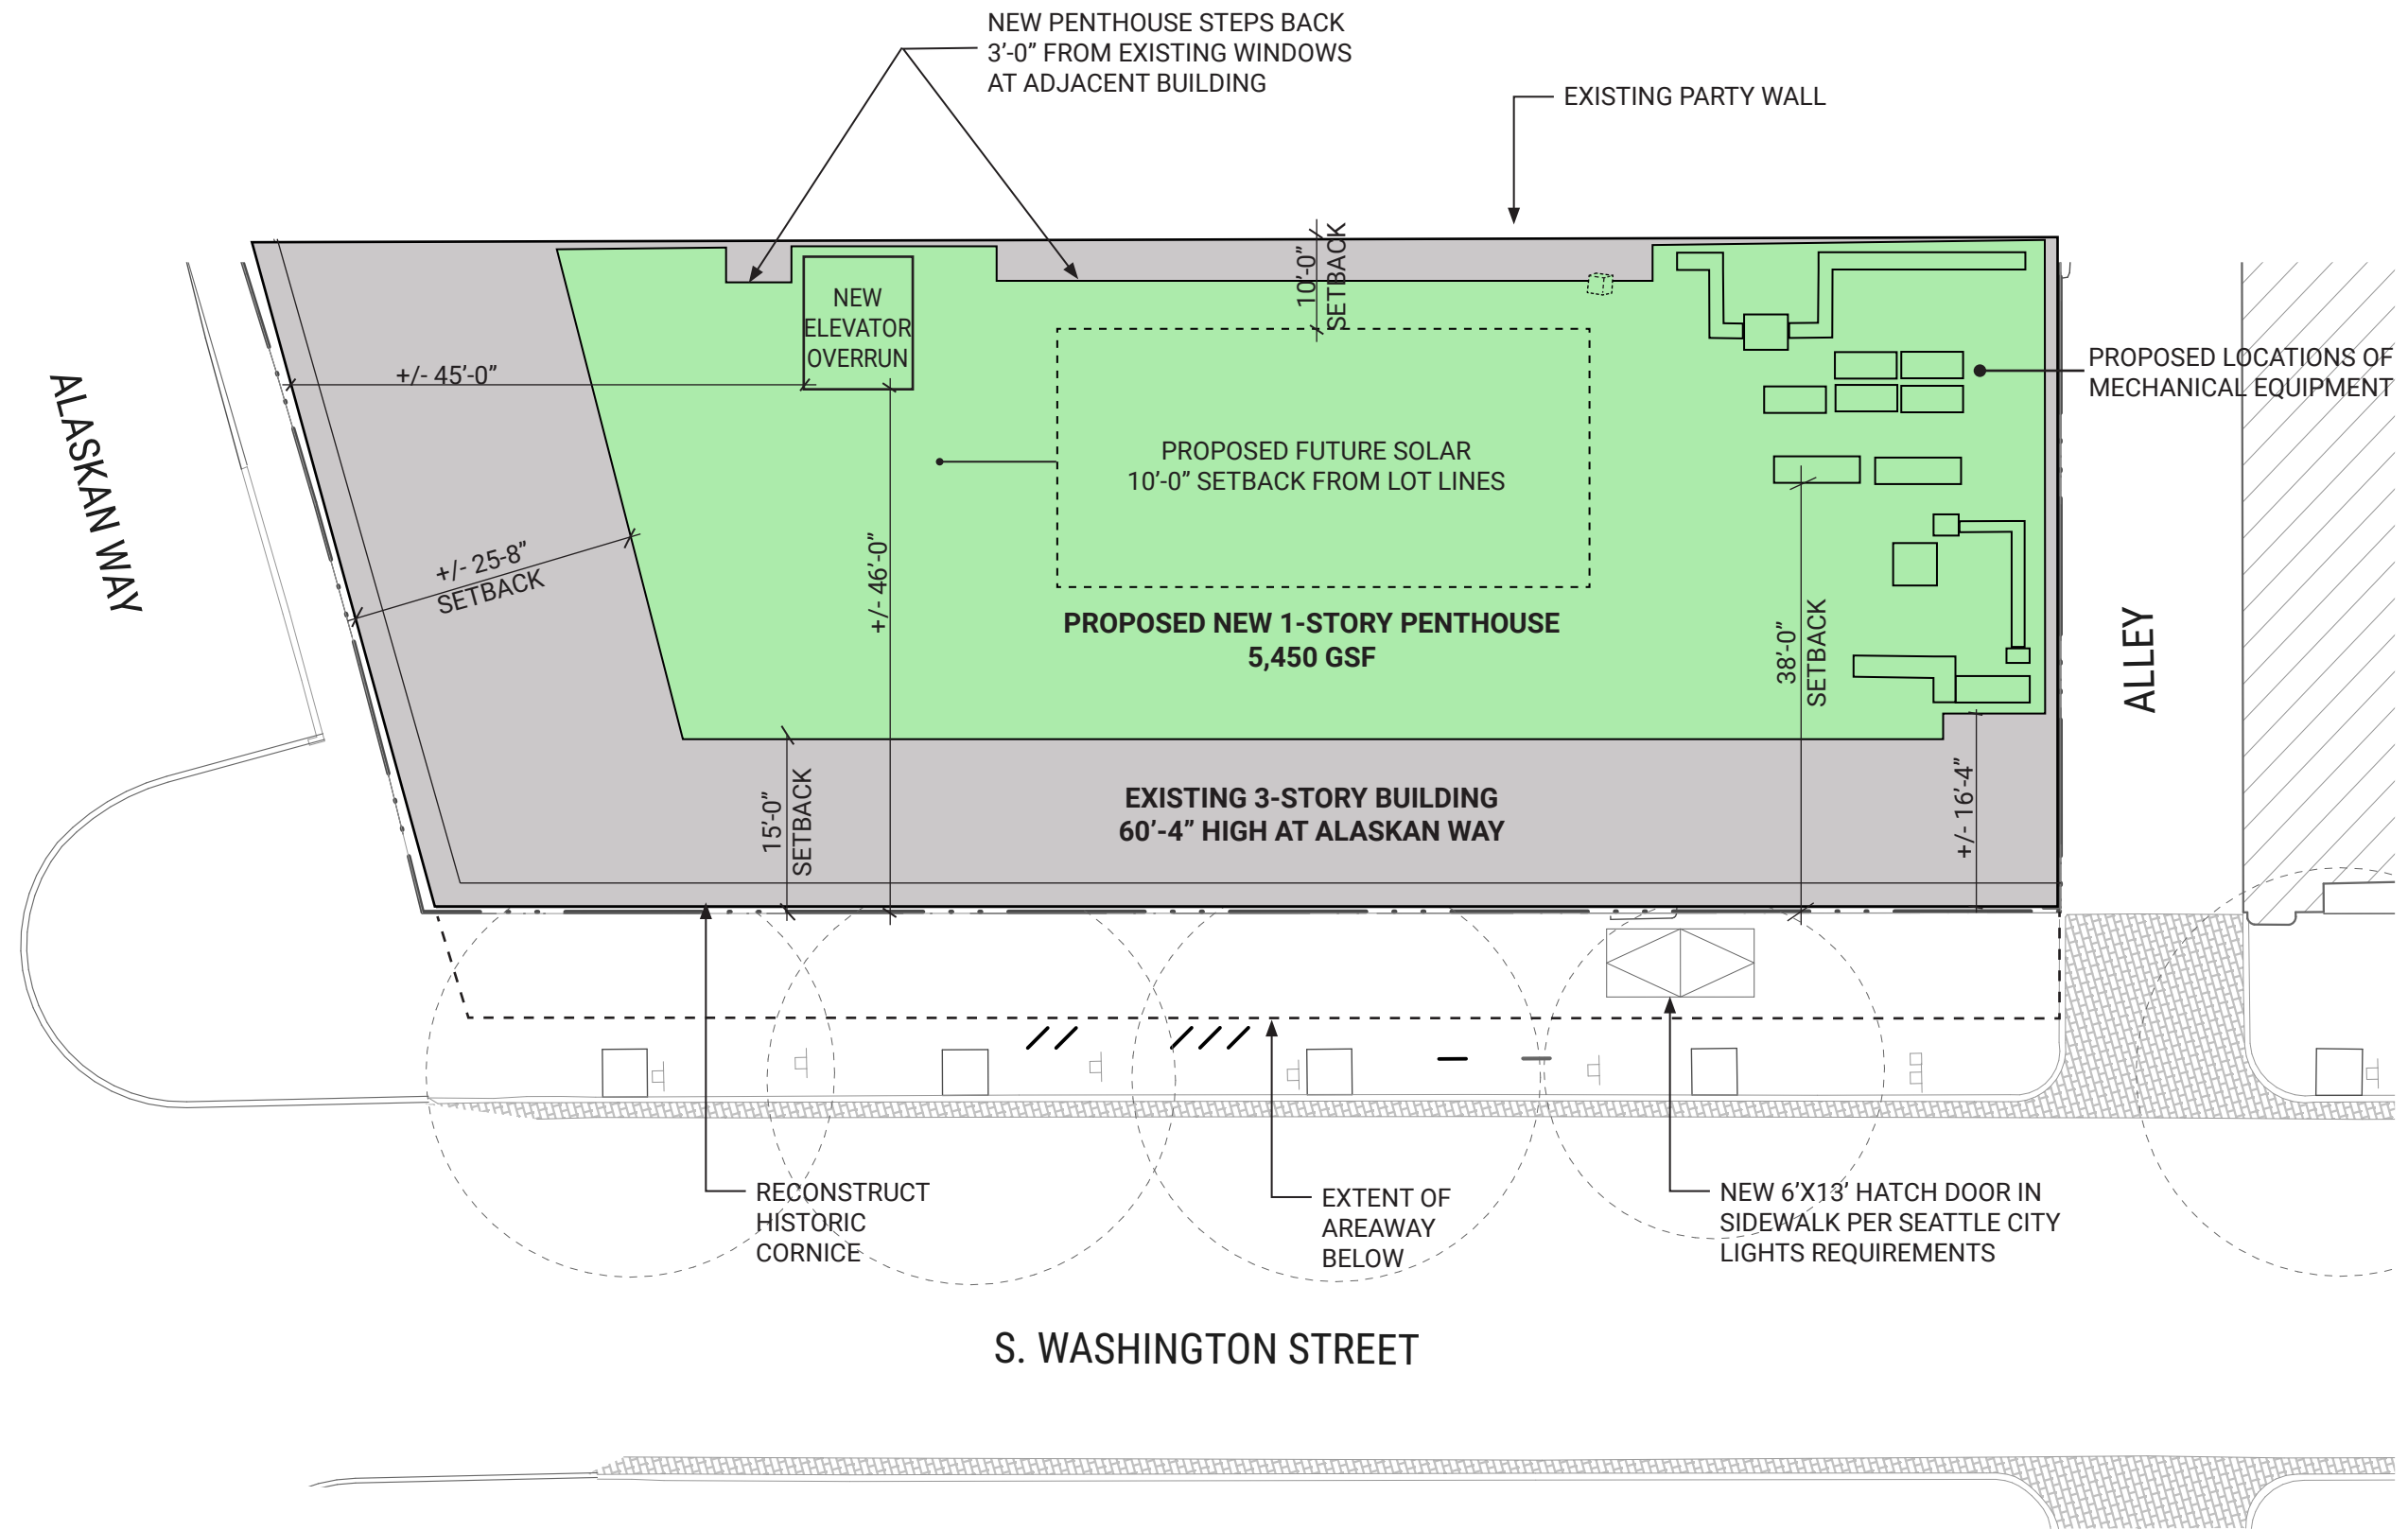 NEW PENTHOUSE STEPS BACK
3'-0” FROM EXISTING WINDOWS
AT ADJACENT BUILDING
EXISTING PARTY WALL
10'-0”
SETBACK
NEW
ELEVATOR
OVERRUN
+/- 45'-0”
PROPOSED LOCATIONS OF
MECHANICAL EQUIPMENT
ALASKAN WAY
PROPOSED FUTURE SOLAR
10'-0” SETBACK FROM LOT LINES
+/- 25-8”
SETBACK
+/- 46'-0”
PROPOSED NEW 1-STORY PENTHOUSE
5,450 GSF
38'-0”
SETBACK
ALLEY
15'-0”
SETBACK
EXISTING 3-STORY BUILDING
60'-4” HIGH AT ALASKAN WAY
+/- 16'-4”
RECONSTRUCT
HISTORIC
CORNICE
EXTENT OF
AREAWAY
BELOW
NEW 6'X13' HATCH DOOR IN
SIDEWALK PER SEATTLE CITY
LIGHTS REQUIREMENTS
S. WASHINGTON STREET